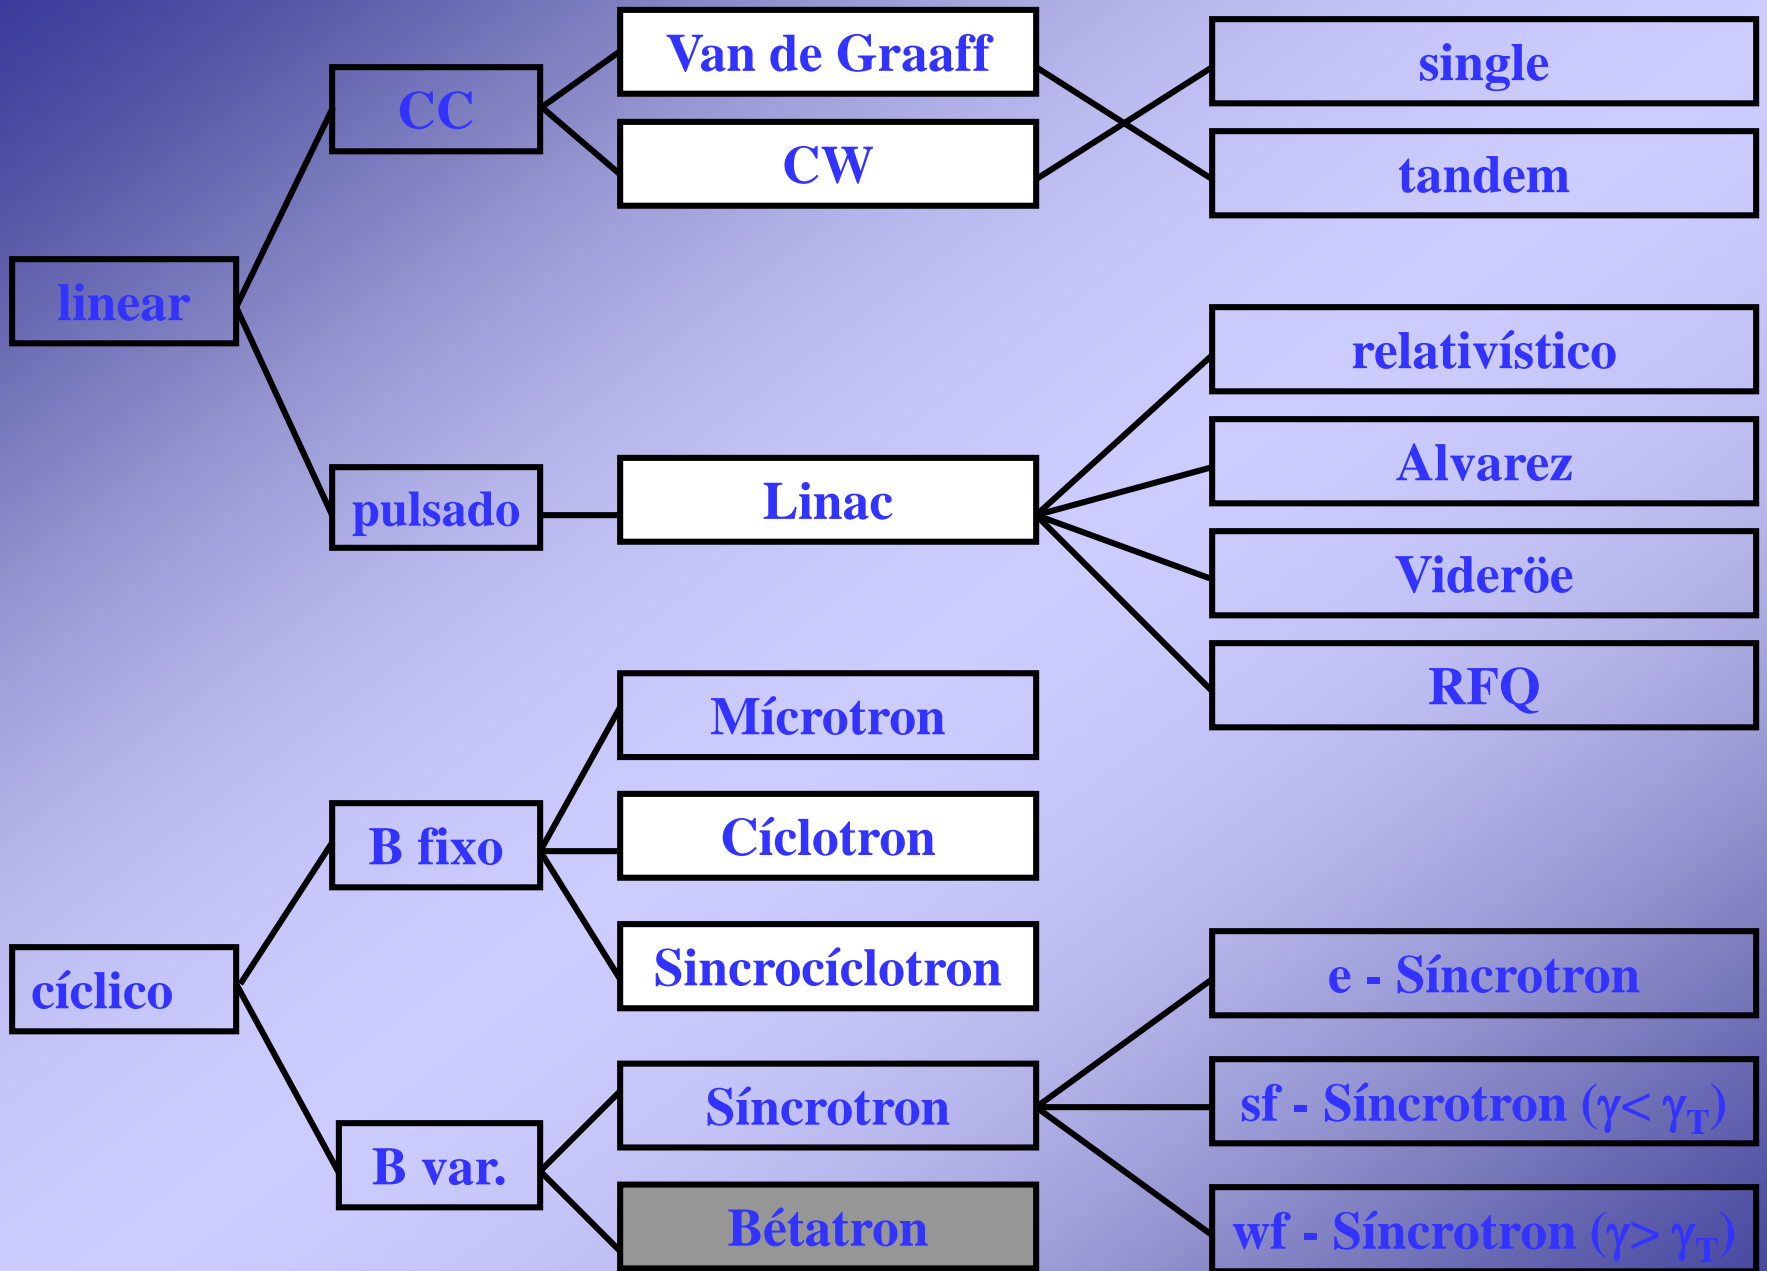 linear
CC
Van de Graaff
CW
single
tandem
pulsado
Linac
relativístico
Alvarez
Videröe
RFQ
cíclico
B fixo
Mícrotron
Cíclotron
Sincrocíclotron
B var.
Síncrotron
Bétatron
e - Síncrotron
sf - Síncrotron (γ< γT)
wf - Síncrotron (γ> γT)